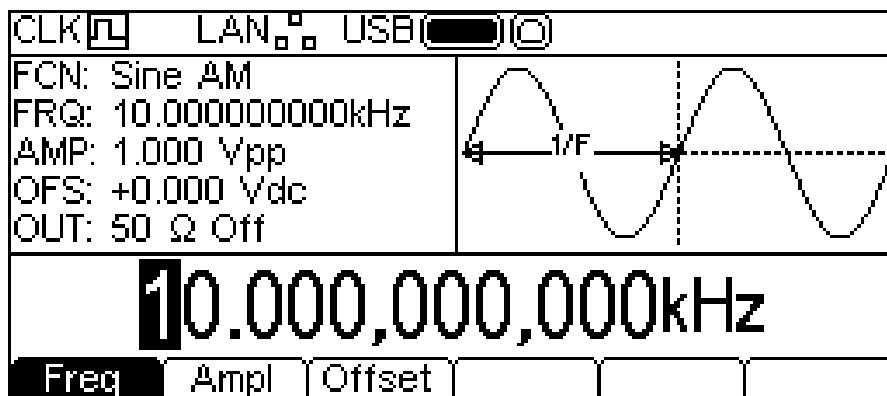 CLK LAN USB
FCN: Sine AM
FRQ: 10.000000000kHz
AMP: 1.000 Vpp
OFS: +0.000 Vdc
OUT: 50 Ω Off
1/F
10.000,000,000kHz
Freq Ampl Offset